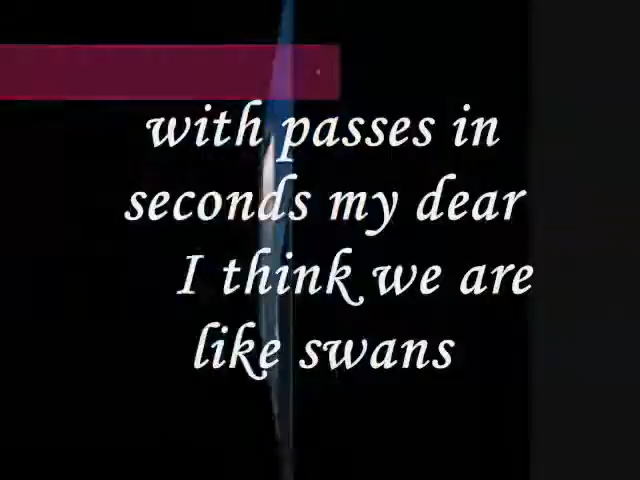 with passes in
seconds my dear
I think we are
like swans